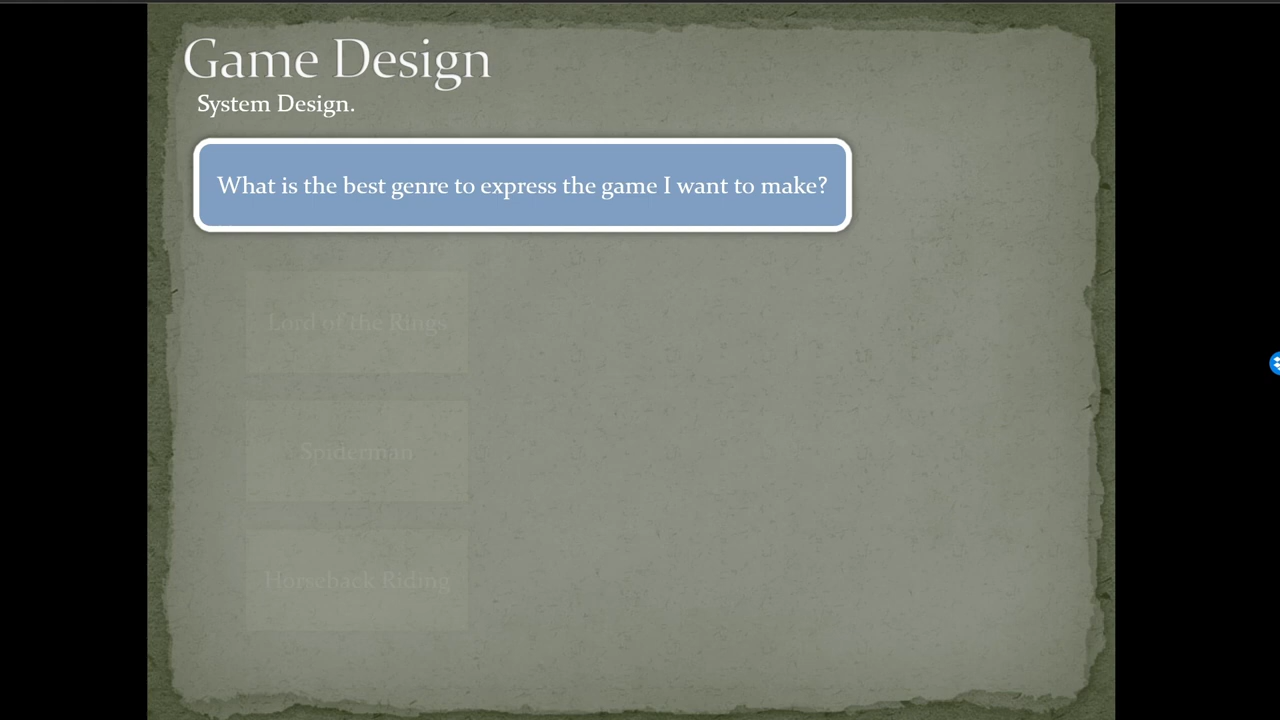 Game Design
System Design.
What is the best genre to express the game I want to make?
Lord of the Rings
Spiderman
Horseback Riding